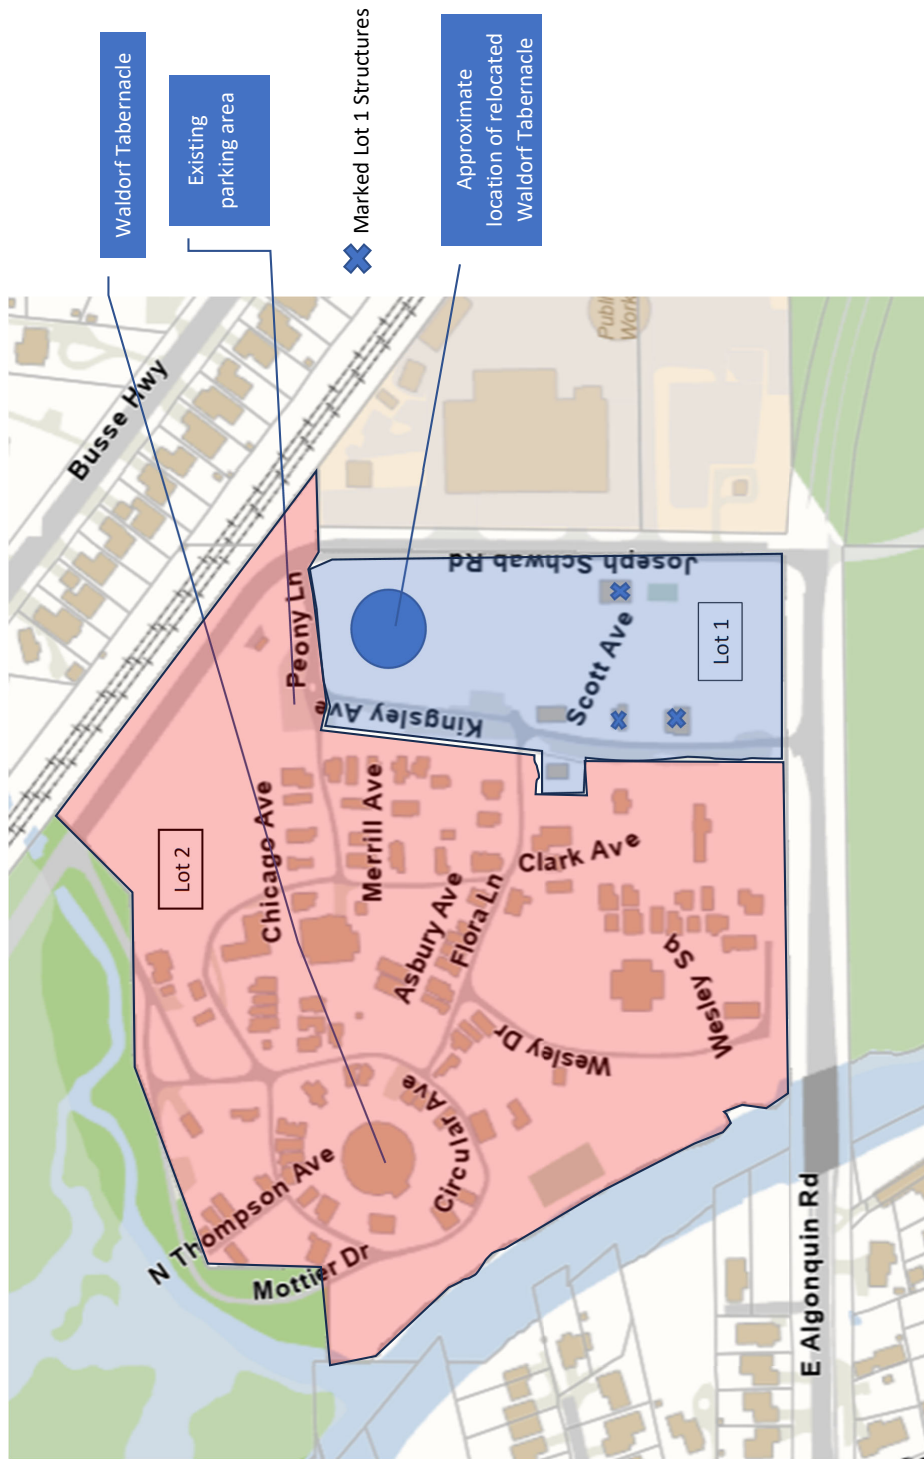 Waldorf Tabernacle
Existing
parking area
Marked Lot 1 Structures
Approximate
location of relocated
Waldorf Tabernacle
Busse Hwy
Public
Work
Peony Ln
Joseph Schwab Rd
Kingsley Ave
Scott Ave
Lot 1
Lot 2
Chicago Ave
Merrill Ave
Asbury Ave
Flora Ln
Clark Ave
Wesley Sq
Wesley Dr
Circular Ave
N Thompson Ave
Mottier Dr
E Algonquin Rd